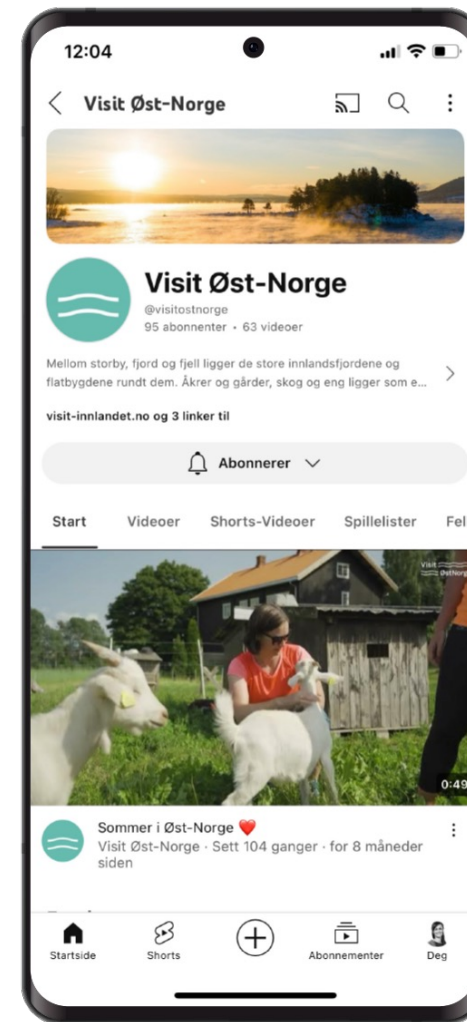 12:04
Visit Øst-Norge
Visit Øst-Norge
@visitostnorge
95 abonnenter • 63 videoer
Mellom storby, fjord og fjell ligger de store innlandsfjordene og
flatbygdene rundt dem. Åkrer og gårder, skog og eng ligger som e...
visit-innlandet.no og 3 linker til
Abonnerer
Start Videoer Shorts-Videoer Spillelister Fel
Visit
ØstNorge
0:49
Sommer i Øst-Norge ❤️
Visit Øst-Norge · Sett 104 ganger · for 8 måneder
siden
Startside Shorts Abonnementer Deg